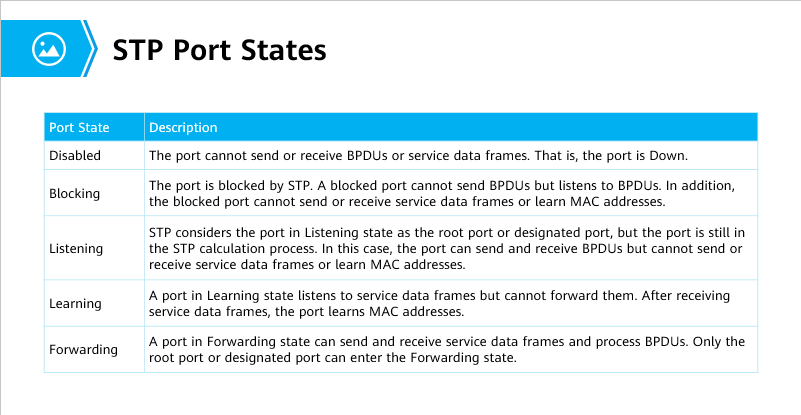 STP Port States
Port State
Description
Disabled
The port cannot send or receive BPDUs or service data frames. That is, the port is Down.
Blocking
The port is blocked by STP. A blocked port cannot send BPDUs but listens to BPDUs. In addition,
the blocked port cannot send or receive service data frames or learn MAC addresses.
Listening
STP considers the port in Listening state as the root port or designated port, but the port is still in
the STP calculation process. In this case, the port can send and receive BPDUs but cannot send or
receive service data frames or learn MAC addresses.
Learning
A port in Learning state listens to service data frames but cannot forward them. After receiving
service data frames, the port learns MAC addresses.
Forwarding
A port in Forwarding state can send and receive service data frames and process BPDUs. Only the
root port or designated port can enter the Forwarding state.